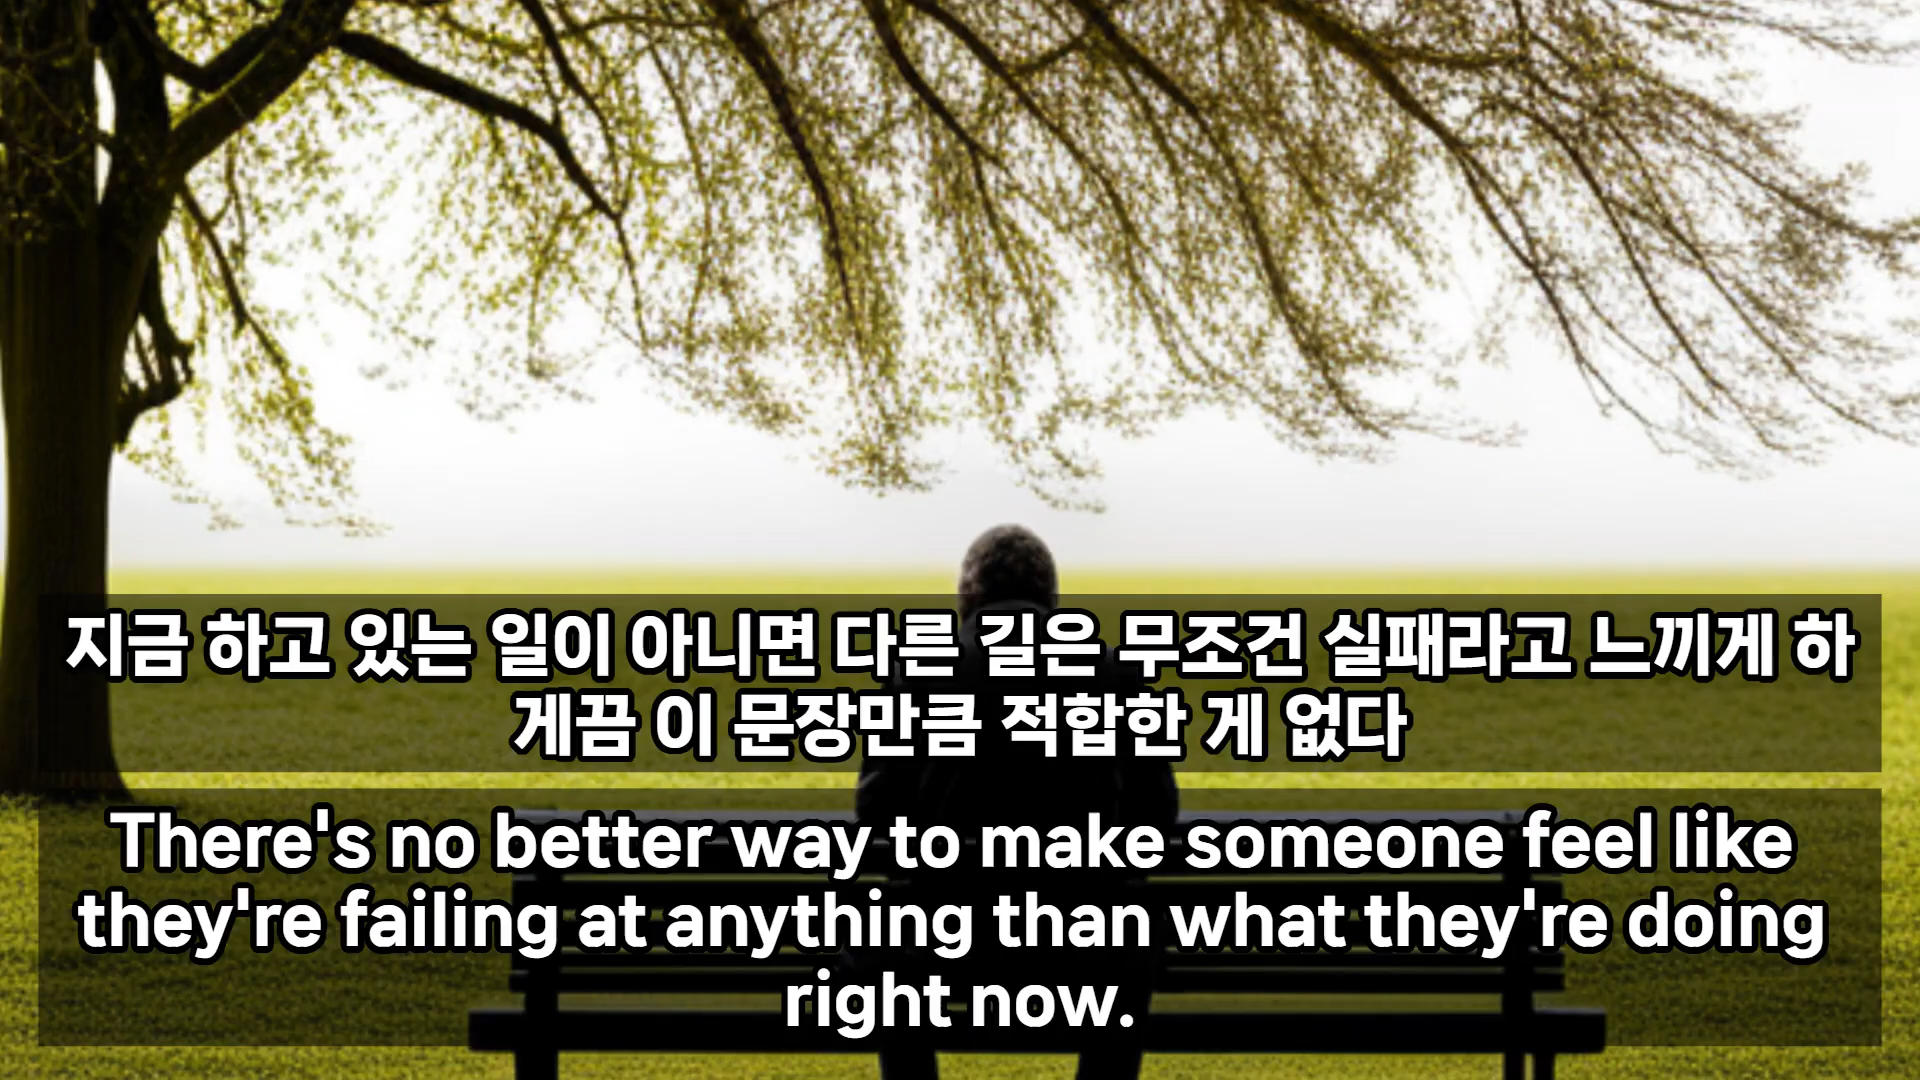 지금 하고 있는 일이 아니면 다른 길은 무조건 실패라고 느끼게 하
게끔 이 문장만큼 적합한 게 없다
There's no better way to make someone feel like
they're failing at anything than what they're doing
right now.